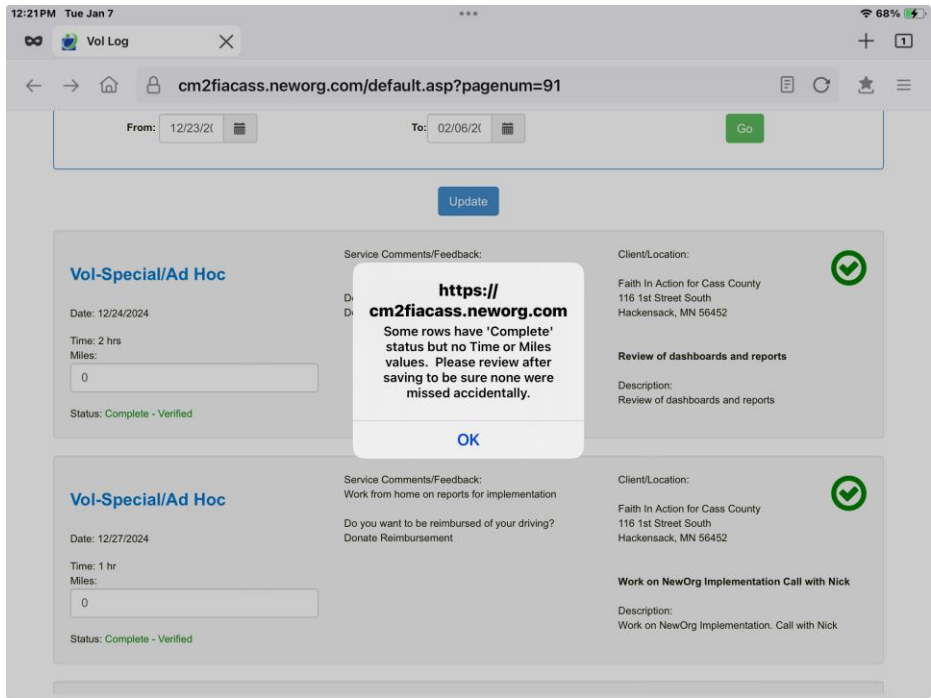 12:21PM Tue Jan 7
68%
Vol Log
1
cm2fiacass.neworg.com/default.asp?pagenum=91
From: 12/23/2( To: 02/06/2( Go
Update
Vol-Special/Ad Hoc
Date: 12/24/2024
Time: 2 hrs
Miles:
0
Status: Complete - Verified
Service Comments/Feedback:
Client/Location:
Faith In Action for Cass County
116 1st Street South
Hackensack, MN 56452
Review of dashboards and reports
Description:
Review of dashboards and reports
https://
cm2fiacass.neworg.com
Some rows have 'Complete'
status but no Time or Miles
values. Please review after
saving to be sure none were
missed accidentally.
OK
Vol-Special/Ad Hoc
Date: 12/27/2024
Time: 1 hr
Miles:
0
Status: Complete - Verified
Service Comments/Feedback:
Work from home on reports for implementation
Do you want to be reimbursed of your driving?
Donate Reimbursement
Client/Location:
Faith In Action for Cass County
116 1st Street South
Hackensack, MN 56452
Work on NewOrg Implementation Call with Nick
Description:
Work on NewOrg Implementation. Call with Nick